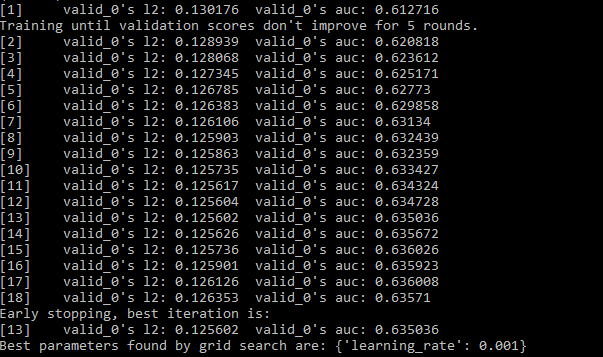 [1]     valid_0's l2: 0.130176  valid_0's auc: 0.612716
Training until validation scores don't improve for 5 rounds.
[2]     valid_0's l2: 0.128939  valid_0's auc: 0.620818
[3]     valid_0's l2: 0.128068  valid_0's auc: 0.623612
[4]     valid_0's l2: 0.127345  valid_0's auc: 0.625171
[5]     valid_0's l2: 0.126785  valid_0's auc: 0.62773
[6]     valid_0's l2: 0.126383  valid_0's auc: 0.629858
[7]     valid_0's l2: 0.126106  valid_0's auc: 0.63134
[8]     valid_0's l2: 0.125903  valid_0's auc: 0.632439
[9]     valid_0's l2: 0.125863  valid_0's auc: 0.632359
[10]    valid_0's l2: 0.125735  valid_0's auc: 0.633427
[11]    valid_0's l2: 0.125617  valid_0's auc: 0.634324
[12]    valid_0's l2: 0.125604  valid_0's auc: 0.634728
[13]    valid_0's l2: 0.125602  valid_0's auc: 0.635036
[14]    valid_0's l2: 0.125626  valid_0's auc: 0.635672
[15]    valid_0's l2: 0.125736  valid_0's auc: 0.636026
[16]    valid_0's l2: 0.125901  valid_0's auc: 0.635923
[17]    valid_0's l2: 0.126126  valid_0's auc: 0.636008
[18]    valid_0's l2: 0.126353  valid_0's auc: 0.63571
Early stopping, best iteration is:
[13]    valid_0's l2: 0.125602  valid_0's auc: 0.635036
Best parameters found by grid search are: {'learning_rate': 0.001}